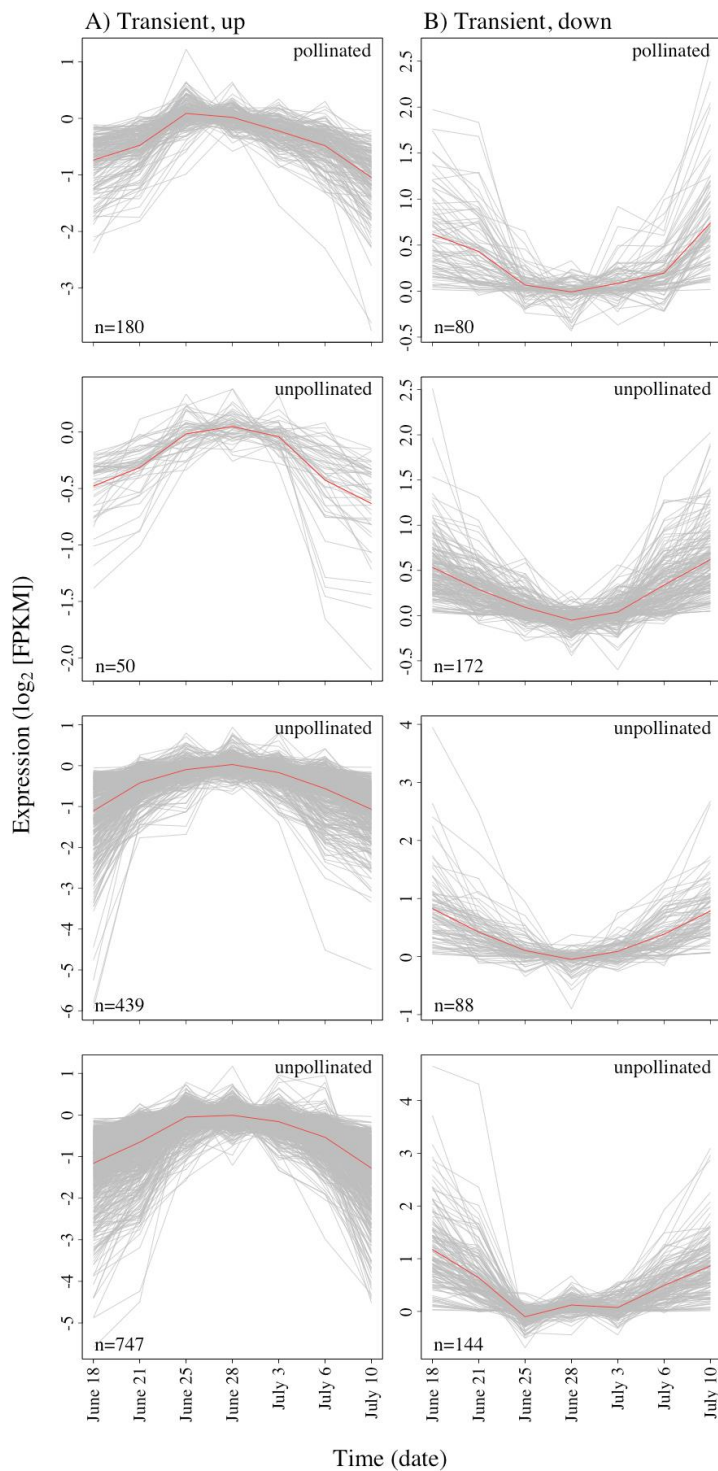 A) Transient, up
B) Transient, down
Expression (log₂ [FPKM])
pollinated
1
0
-1
-2
-3
n=180
pollinated
2.5
2.0
1.5
1.0
0.5
0.0
-0.5
n=80
unpollinated
0.0
-0.5
-1.0
-1.5
-2.0
n=50
unpollinated
2.5
2.0
1.5
1.0
0.5
0.0
-0.5
n=172
unpollinated
1
0
-1
-2
-3
-4
-5
-6
n=439
unpollinated
4
3
2
1
0
-1
n=88
unpollinated
1
0
-1
-2
-3
-4
-5
n=747
unpollinated
4
3
2
1
0
n=144
June 18
June 21
June 25
June 28
July 3
July 6
July 10
June 18
June 21
June 25
June 28
July 3
July 6
July 10
Time (date)